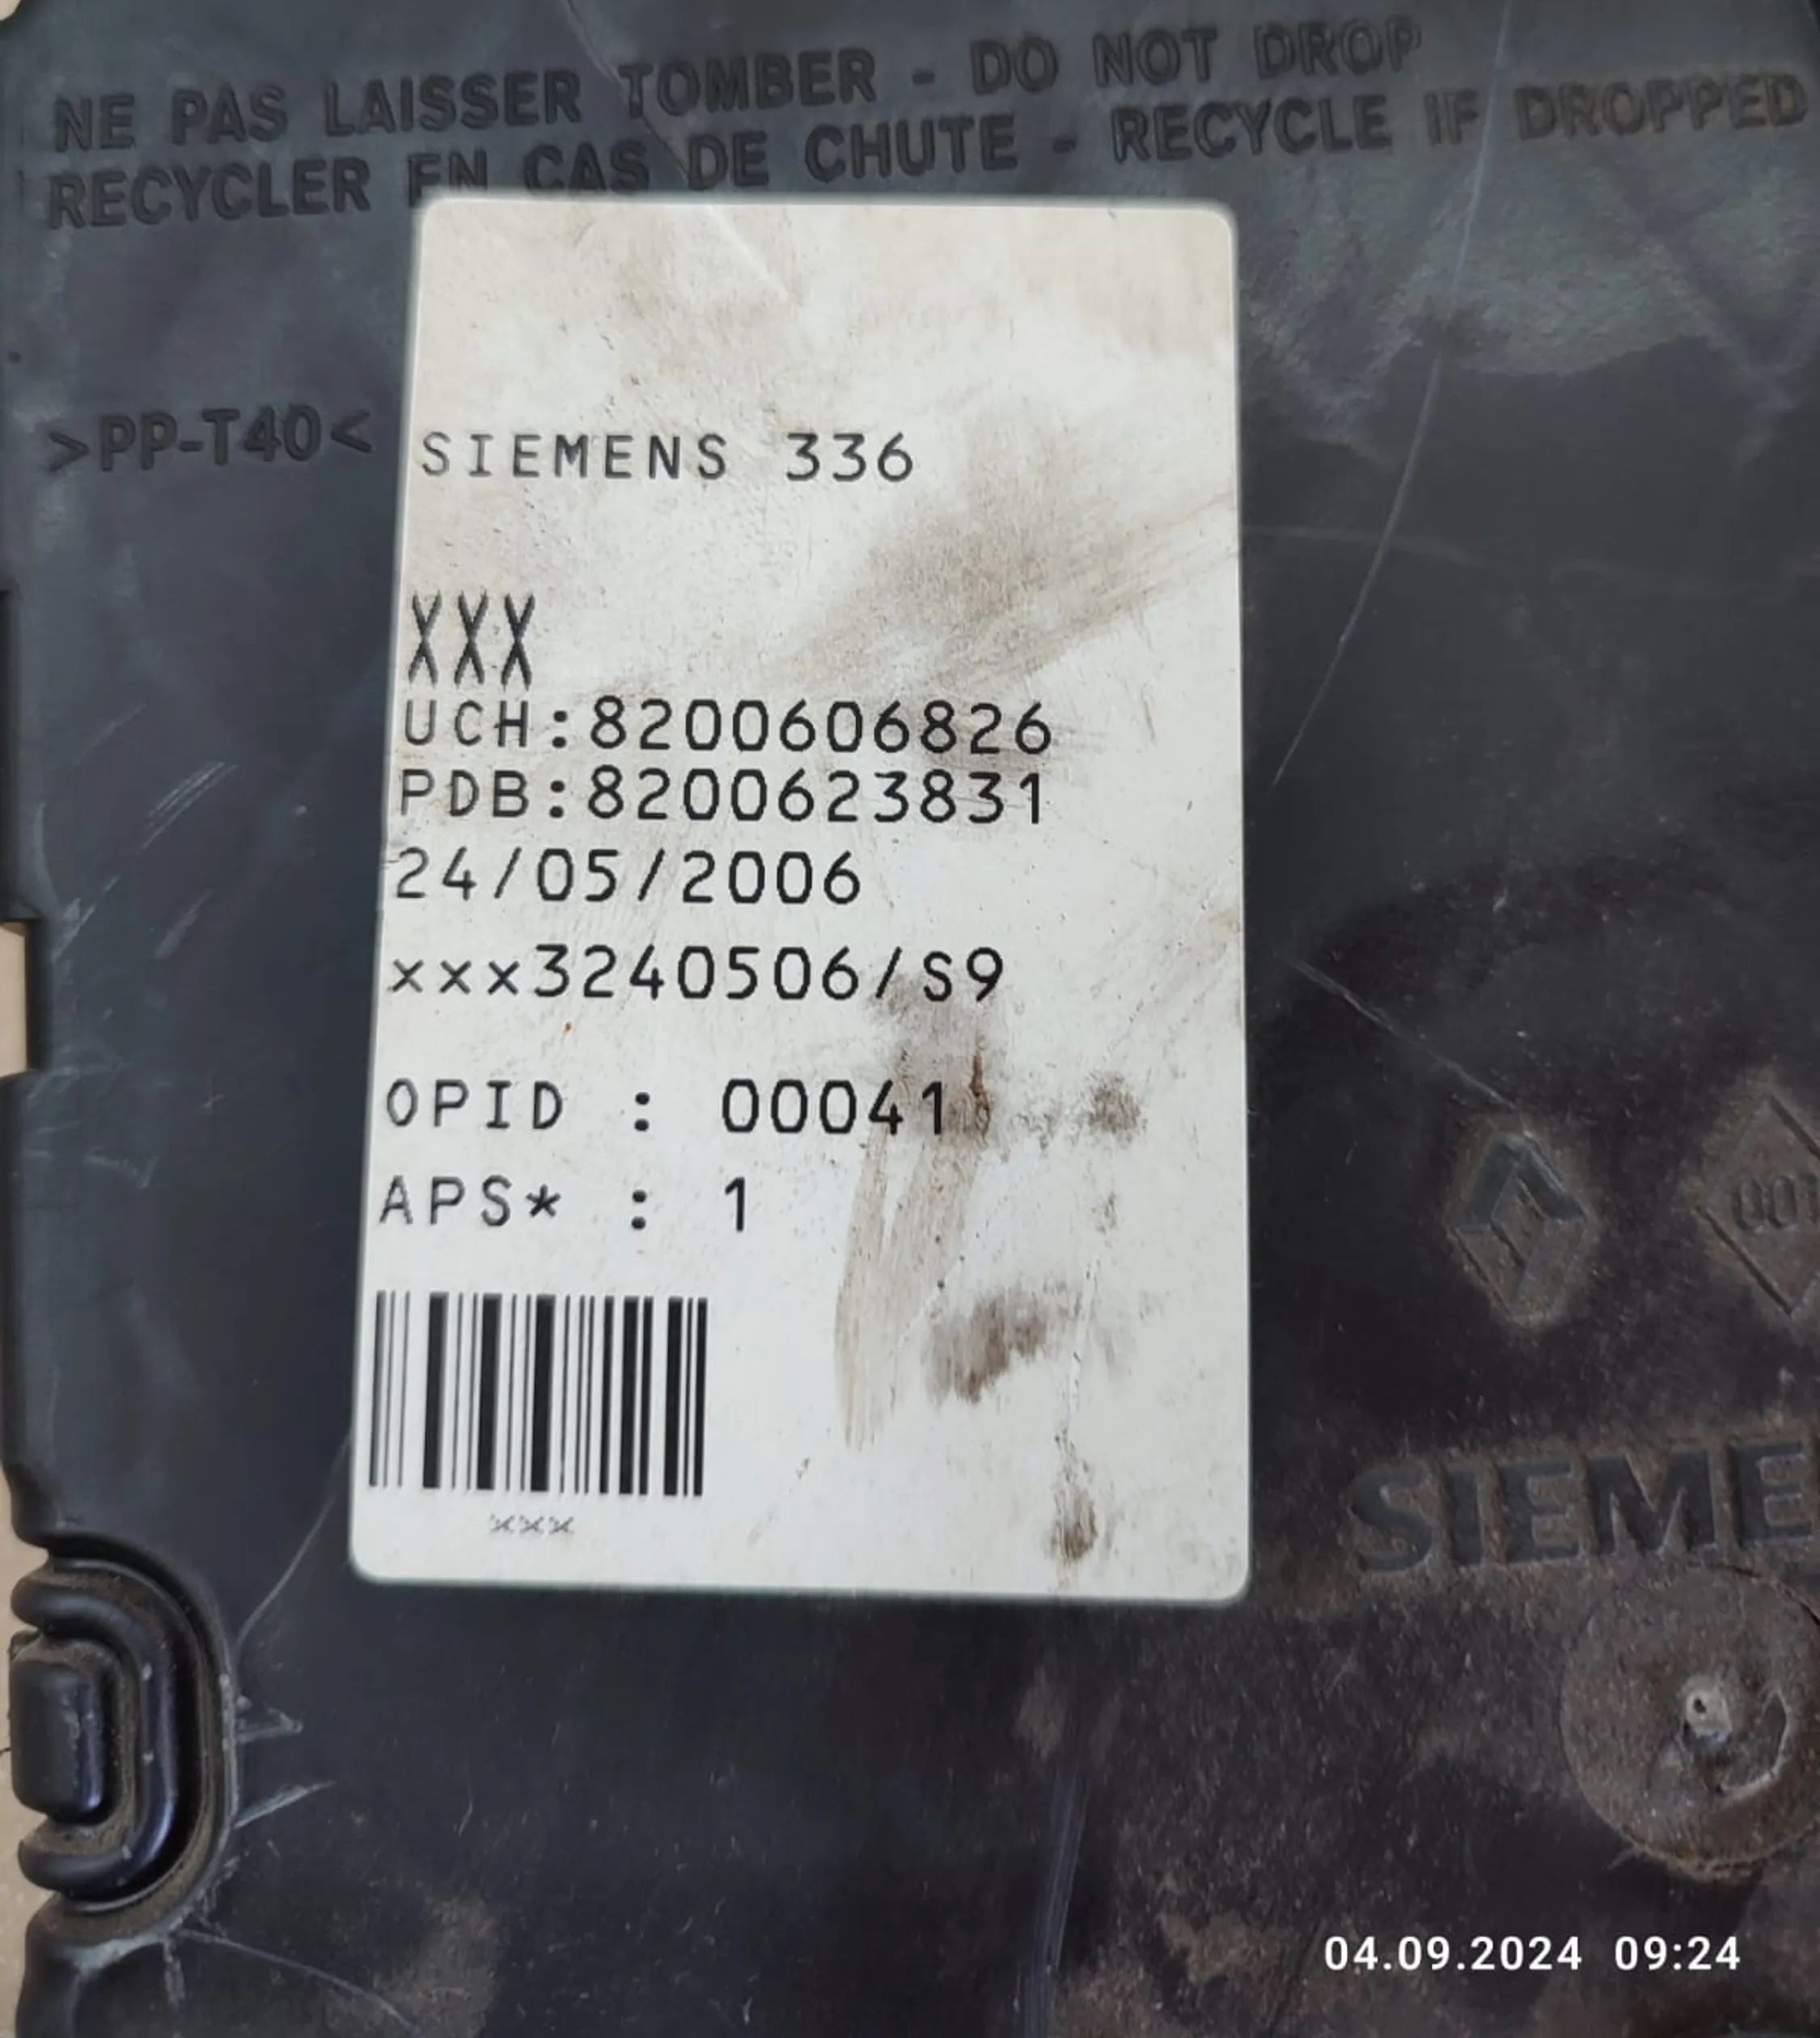 NE PAS LAISSER TOMBER - DO NOT DROP
RECYCLER EN CAS DE CHUTE - RECYCLE IF DROPPED
>PP-T40<
SIEMENS 336
XXX
UCH:8200606826
PDB:8200623831
24/05/2006
xxx3240506/S9
OPID : 00041
APS* : 1
xxx
00
SIEME
04.09.2024 09:24